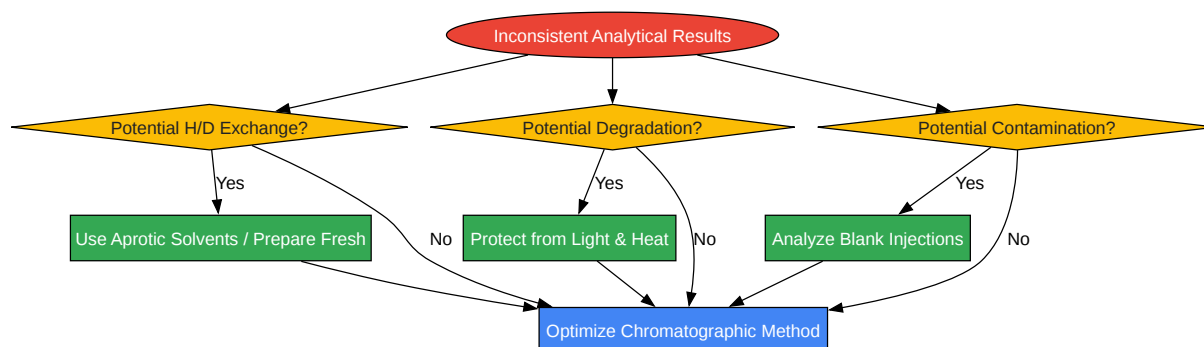 Inconsistent Analytical Results
Potential H/D Exchange?
Potential Degradation?
Potential Contamination?
Yes
Yes
Yes
Use Aprotic Solvents / Prepare Fresh
No
Protect from Light & Heat
No
Analyze Blank Injections
No
Optimize Chromatographic Method